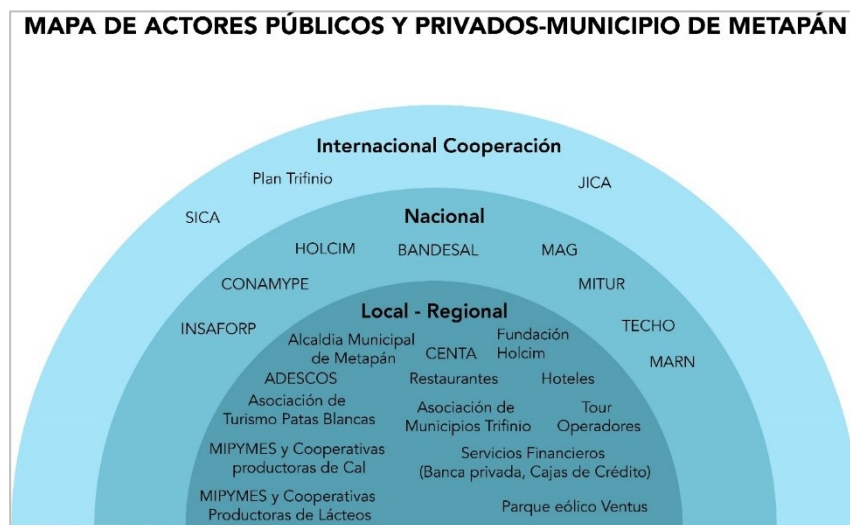 MAPA DE ACTORES PÚBLICOS Y PRIVADOS-MUNICIPIO DE METAPÁN
Internacional Cooperación
Plan Trifinio
JICA
SICA
Nacional
HOLCIM
BANDESAL
MAG
CONAMYPE
MITUR
INSAFORP
TECHO
MARN
Local - Regional
Alcaldia Municipal
de Metapán
CENTA
Fundación
Holcim
ADESCOS
Restaurantes
Hoteles
Asociación de
Turismo Patas Blancas
Asociación de
Municipios Trifinio
Tour
Operadores
MIPYMES y Cooperativas
productoras de Cal
Servicios Financieros
(Banca privada, Cajas de Crédito)
MIPYMES y Cooperativas
Productoras de Lácteos
Parque eólico Ventus